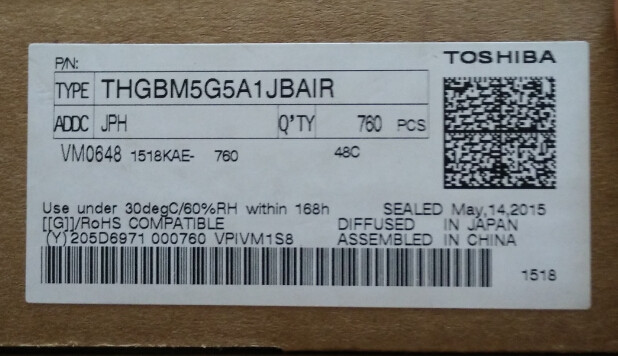 P/N:
TOSHIBA
TYPE THGBM5G5A1JBAIR
ADDC JPH Q'TY 760 PCS
VM0648 1518KAE- 760 48C
Use under 30degC/60%RH within 168h SEALED May,14,2015
[[G]]/RoHS COMPATIBLE DIFFUSED IN JAPAN
(Y)205D6971 000760 VPIVM1S8 ASSEMBLED IN CHINA
1518